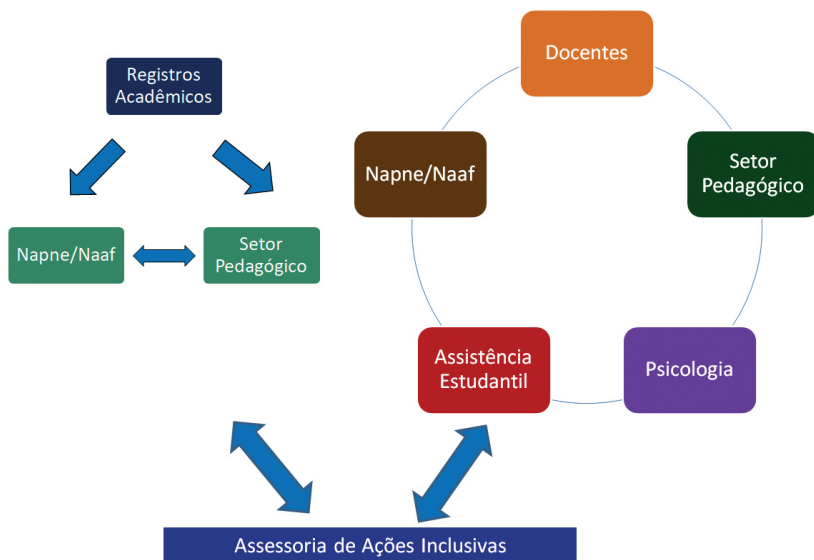 Registros
Acadêmicos
Napne/Naaf
Setor
Pedagógico
Docentes
Napne/Naaf
Setor
Pedagógico
Assistência
Estudantil
Psicologia
Assessoria de Ações Inclusivas